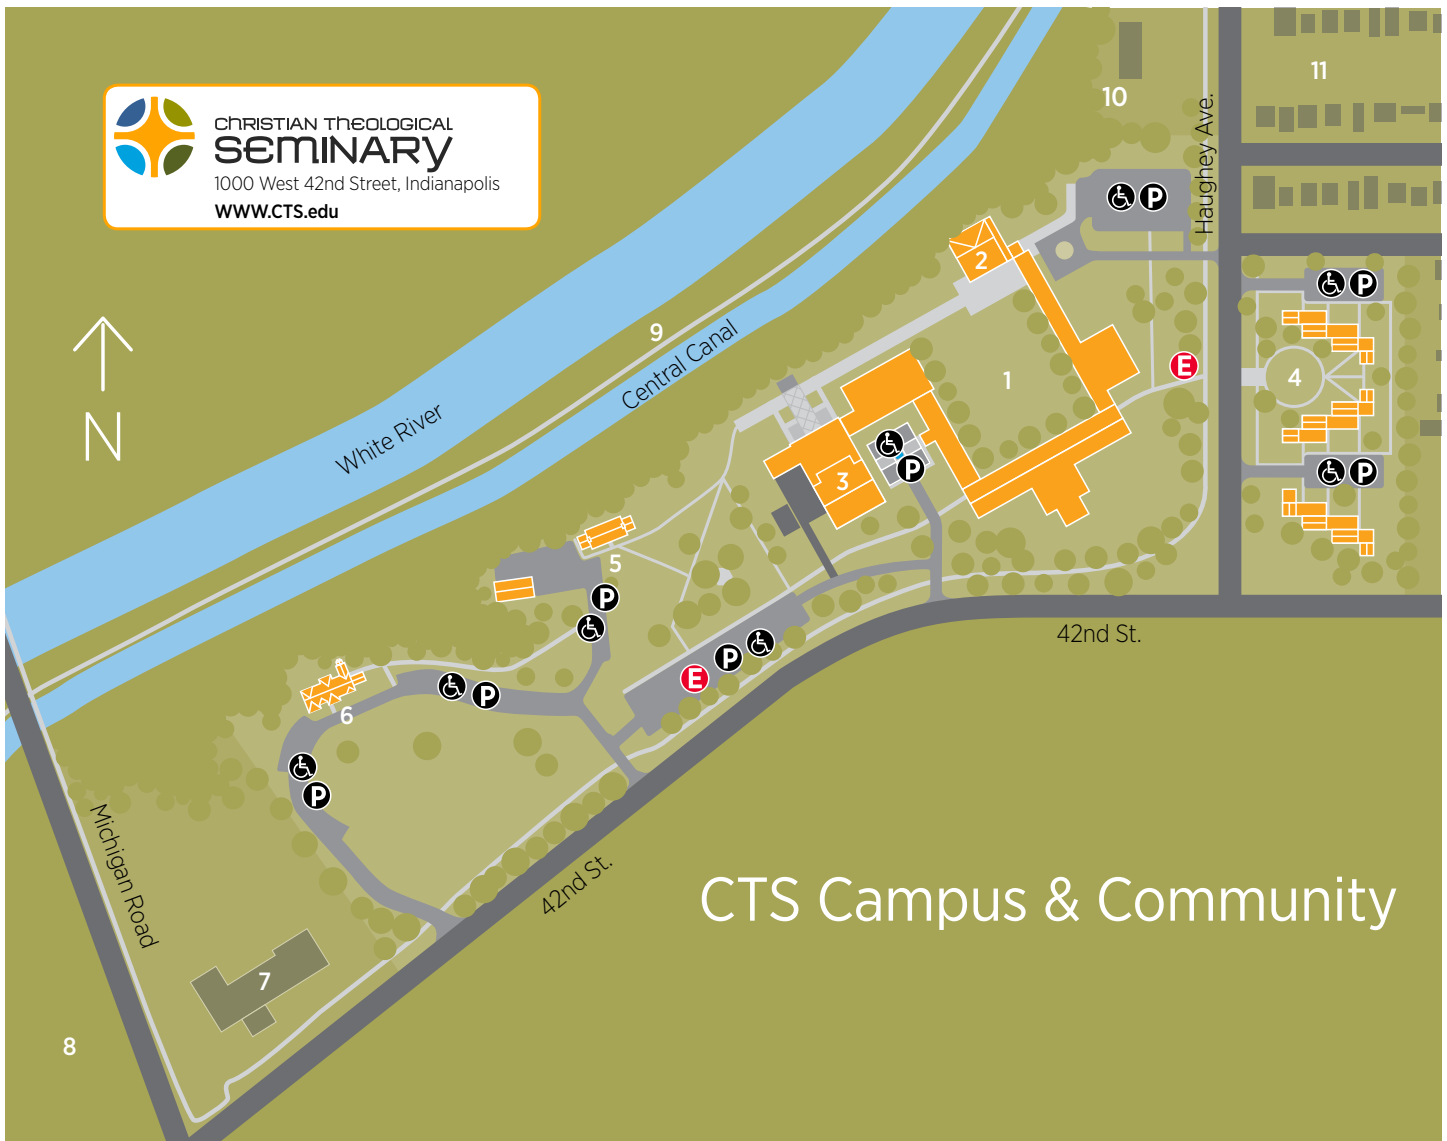 CHRISTIAN THEOLOGICAL
SEMINARY
1000 West 42nd Street, Indianapolis
WWW.CTS.edu
11
10
Haughey Ave.
P
2
P
9
Central Canal
E
1
4
N
White River
P
3
P
5
P
42nd St.
P
E
6
P
P
Michigan Road
42nd St.
CTS Campus & Community
7
8